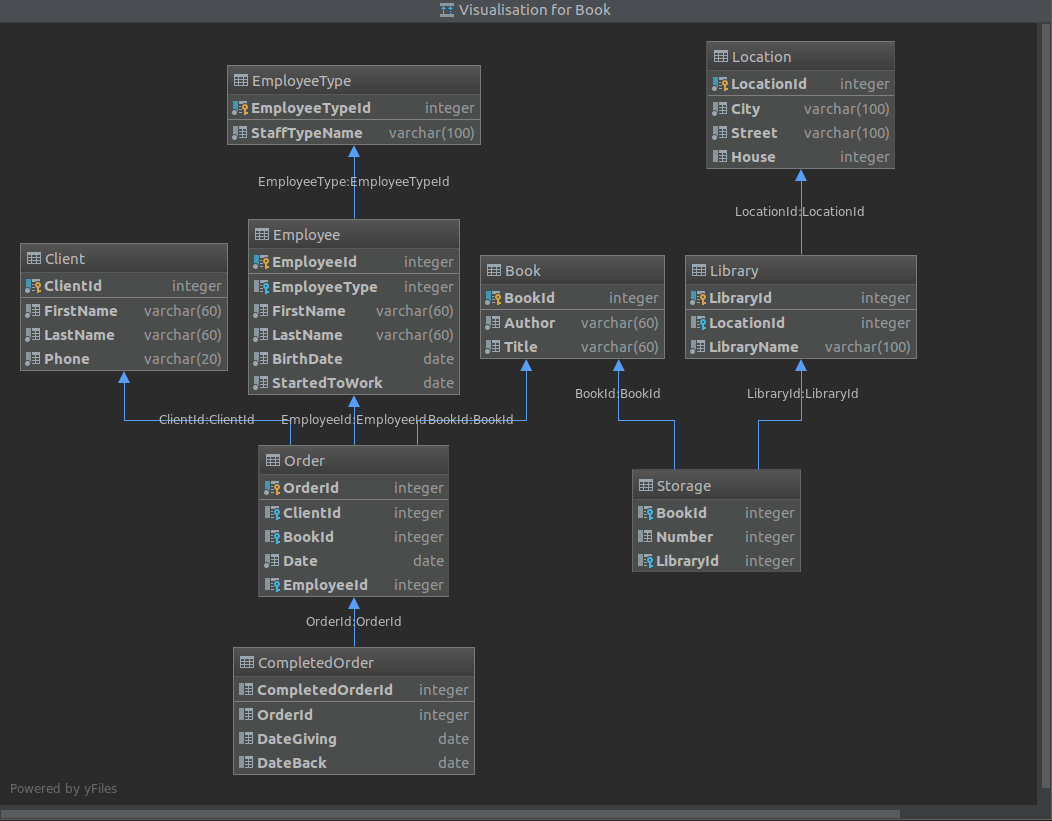 Visualisation for Book
EmployeeType
EmployeeTypeId integer
StaffTypeName varchar(100)
Location
LocationId integer
City varchar(100)
Street varchar(100)
House integer
EmployeeType:EmployeeTypeId
LocationId:LocationId
Client
ClientId integer
FirstName varchar(60)
LastName varchar(60)
Phone varchar(20)
Employee
EmployeeId integer
EmployeeType integer
FirstName varchar(60)
LastName varchar(60)
BirthDate date
StartedToWork date
Book
BookId integer
Author varchar(60)
Title varchar(60)
Library
LibraryId integer
LocationId integer
LibraryName varchar(100)
ClientId:ClientId
EmployeeId:EmployeeId
BookId:BookId
BookId:BookId
LibraryId:LibraryId
Order
OrderId integer
ClientId integer
BookId integer
Date date
EmployeeId integer
Storage
BookId integer
Number integer
LibraryId integer
OrderId:OrderId
CompletedOrder
CompletedOrderId integer
OrderId integer
DateGiving date
DateBack date
Powered by yFiles